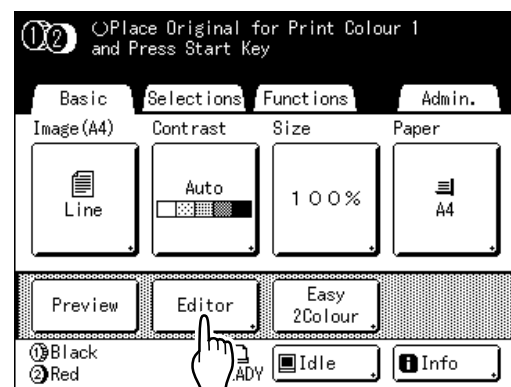 ①② Place Original for Print Colour 1
and Press Start Key
Basic Selections Functions Admin.
Image(A4) Contrast Size Paper
Line Auto 100% A4
Preview Editor Easy
2Colour
①Black
②Red Idle Info